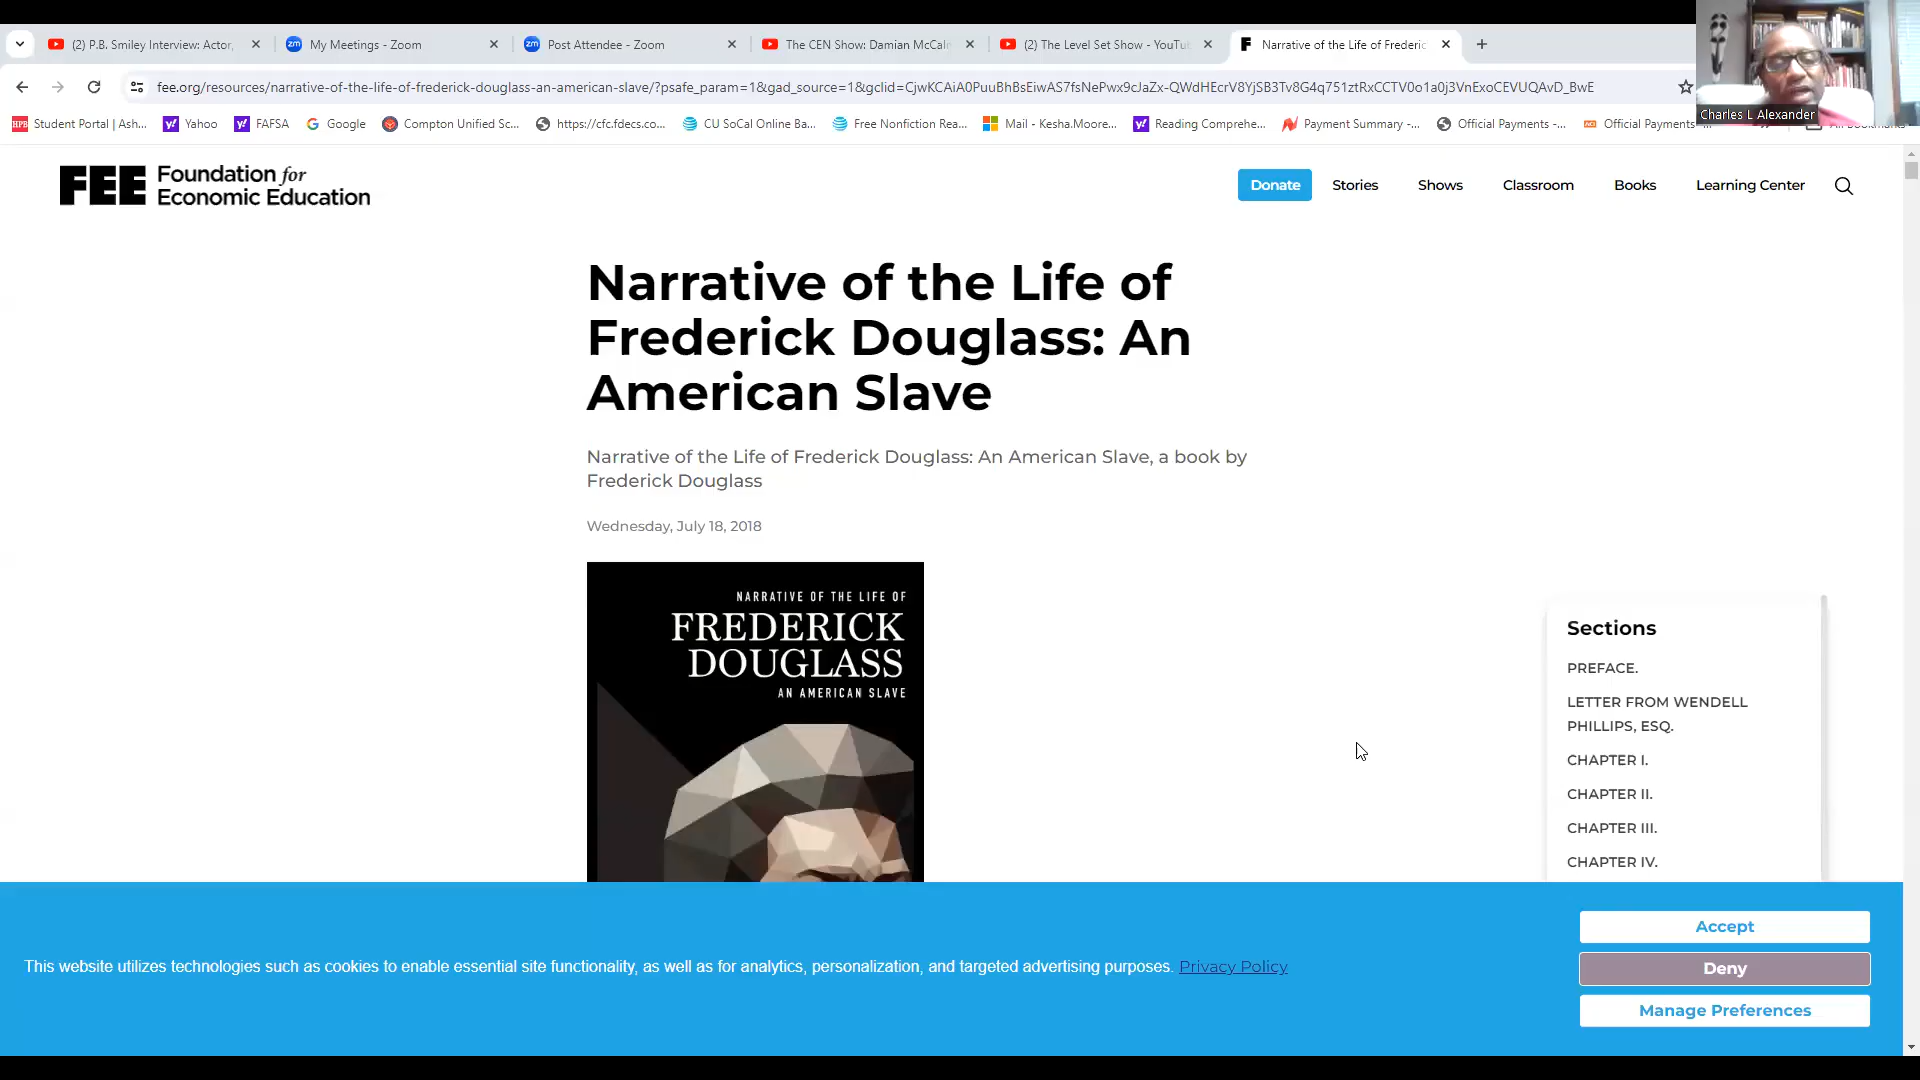 (2) P.B. Smiley Interview: Actor,
My Meetings - Zoom
Post Attendee - Zoom
The CEN Show: Damian McCal
(2) The Level Set Show - YouTu
Narrative of the Life of Frederic
fee.org/resources/narrative-of-the-life-of-frederick-douglass-an-american-slave/?psafe_param=1&gad_source=1&gclid=CjwKCAiA0PuuBhBsEiwAS7fsNePwx9cJaZx-QWdHEcrV8YjSB3Tv8G4q751ztRxCCTV0o1a0j3VnExoCEVUQAvD_BwE
Charles L Alexander
Student Portal | Ash...
Yahoo
FAFSA
Google
Compton Unified Sc...
https://cfc.fdecs.co...
CU SoCal Online Ba...
Free Nonfiction Rea...
Mail - Kesha.Moore...
Reading Comprehe...
Payment Summary -...
Official Payments -...
Official Payments
FEE Foundation for
Economic Education
Donate
Stories
Shows
Classroom
Books
Learning Center
Narrative of the Life of
Frederick Douglass: An
American Slave
Narrative of the Life of Frederick Douglass: An American Slave, a book by
Frederick Douglass
Wednesday, July 18, 2018
NARRATIVE OF THE LIFE OF
FREDERICK
DOUGLASS
AN AMERICAN SLAVE
Sections
PREFACE.
LETTER FROM WENDELL
PHILLIPS, ESQ.
CHAPTER I.
CHAPTER II.
CHAPTER III.
CHAPTER IV.
This website utilizes technologies such as cookies to enable essential site functionality, as well as for analytics, personalization, and targeted advertising purposes. Privacy Policy
Accept
Deny
Manage Preferences